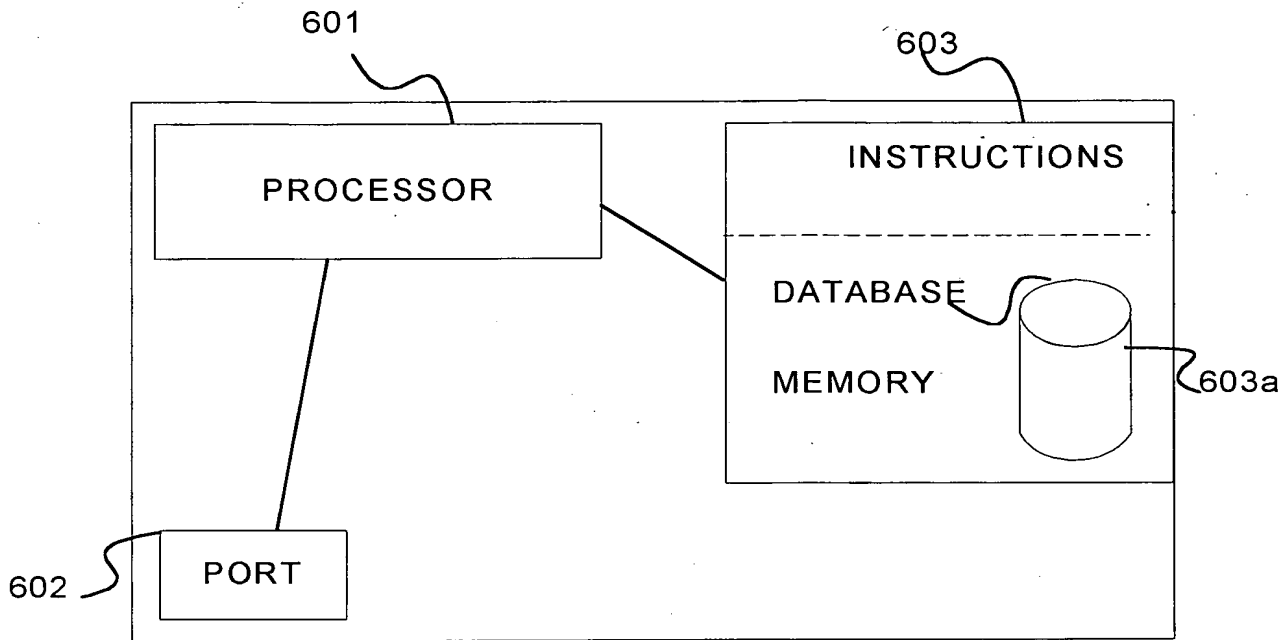 601
603
PROCESSOR
INSTRUCTIONS
DATABASE
MEMORY
603a
602
PORT